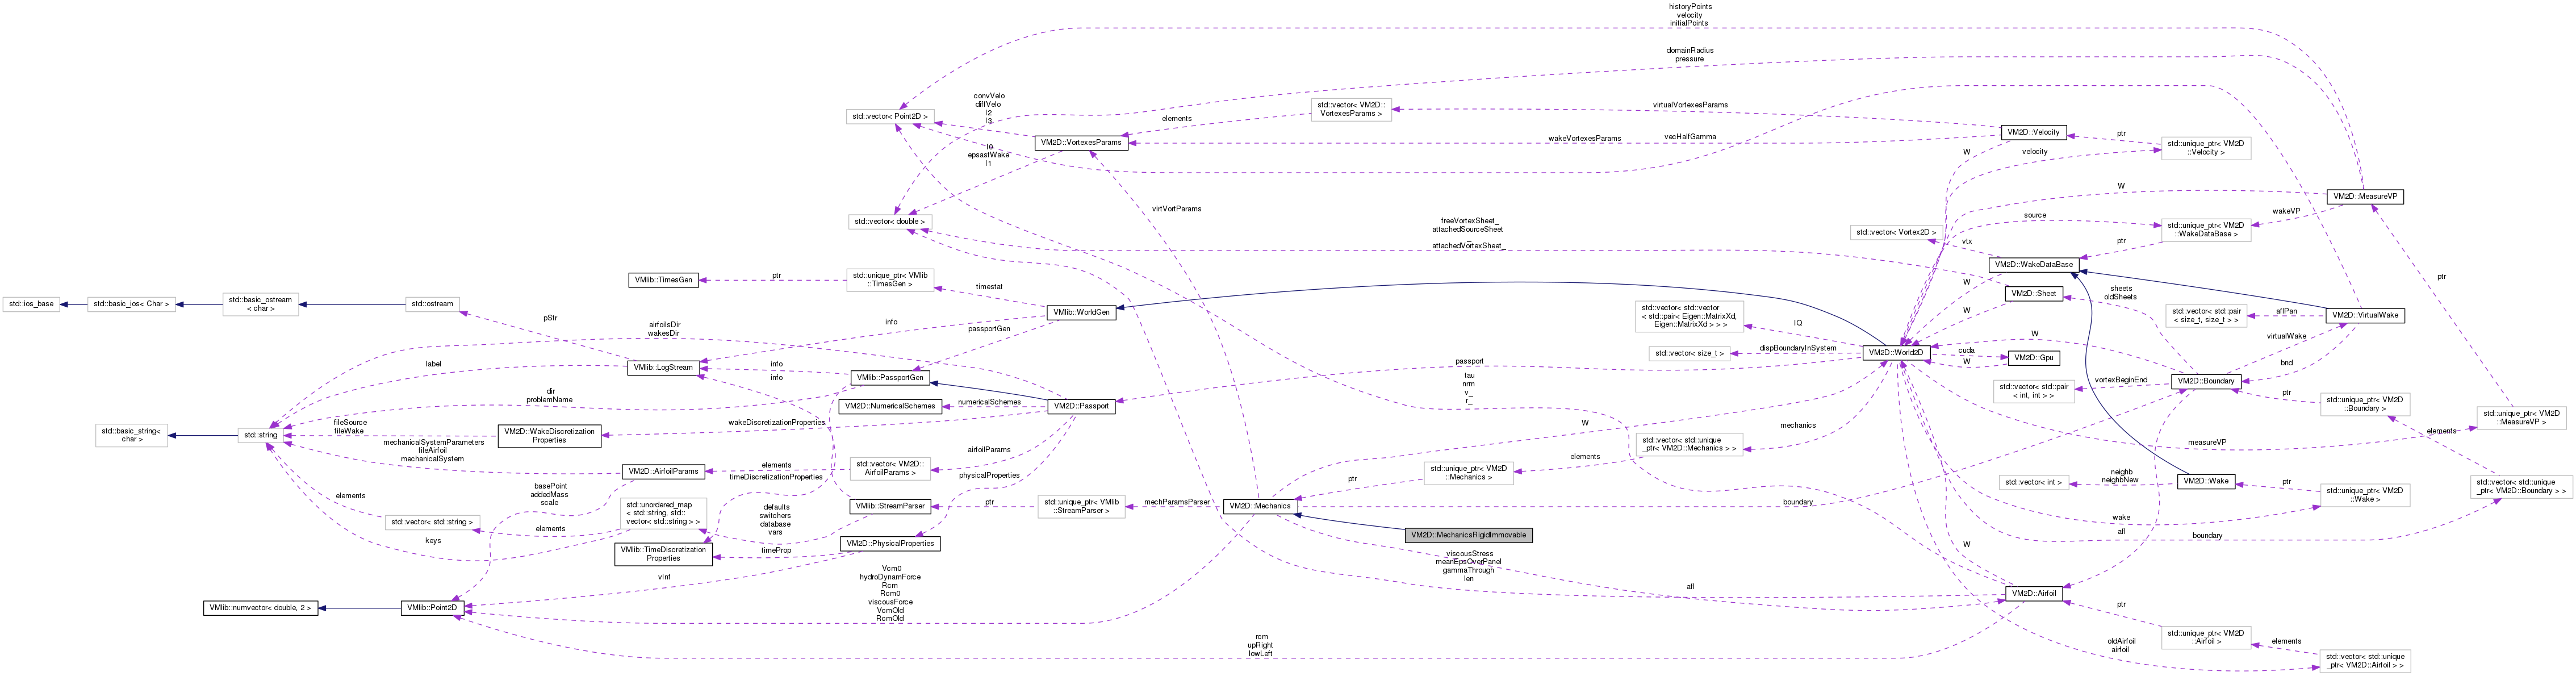 historyPoints
velocity
initialPoints
domainRadius
pressure
convVelo
diffVelo
I2
I3
std::vector< VM2D::
VortexesParams >
virtualVortexesParams
std::vector< Point2D >
elements
VM2D::VortexesParams
wakeVortexesParams
vecHalfGamma
VM2D::Velocity
ptr
std::unique_ptr< VM2D
::Velocity >
I0
epsastWake
I1
W
velocity
W
VM2D::MeasureVP
virtVortParams
wakeVP
std::vector< double >
freeVortexSheet_
attachedSourceSheet
_
attachedVortexSheet_
source
std::unique_ptr< VM2D
::WakeDataBase >
std::vector< Vortex2D >
vtx
ptr
VM2D::WakeDataBase
ptr
VMlib::TimesGen
ptr
std::unique_ptr< VMlib
::TimesGen >
timestat
W
VM2D::Sheet
sheets
oldSheets
std::ios_base
std::basic_ios< Char >
std::basic_ostream
< char >
std::ostream
pStr
VMlib::WorldGen
std::vector< std::vector
< std::pair< Eigen::MatrixXd,
Eigen::MatrixXd > > >
IQ
W
std::vector< std::pair
< size_t, size_t > >
aflPan
VM2D::VirtualWake
airfoilsDir
wakesDir
info
passportGen
W
virtualWake
std::vector< size_t >
dispBoundaryInSystem
VM2D::World2D
cuda
W
VM2D::Gpu
label
VMlib::LogStream
info
info
VMlib::PassportGen
passport
bnd
tau
nrm
v_
r_
std::vector< std::pair
< int, int > >
vortexBeginEnd
VM2D::Boundary
dir
problemName
VM2D::NumericalSchemes
numericalSchemes
VM2D::Passport
ptr
std::unique_ptr< VM2D
::Boundary >
std::unique_ptr< VM2D
::MeasureVP >
std::basic_string<
char >
std::string
fileSource
fileWake
VM2D::WakeDiscretization
Properties
wakeDiscretizationProperties
W
mechanics
elements
mechanicalSystemParameters
fileAirfoil
mechanicalSystem
airfoilParams
std::vector< std::unique
_ptr< VM2D::Mechanics > >
measureVP
VM2D::AirfoilParams
elements
std::vector< VM2D::
AirfoilParams >
timeDiscretizationProperties
physicalProperties
elements
std::unique_ptr< VM2D
::Mechanics >
ptr
std::vector< int >
neighb
neighbNew
VM2D::Wake
ptr
std::unique_ptr< VM2D
::Wake >
std::vector< std::unique
_ptr< VM2D::Boundary > >
basePoint
addedMass
scale
elements
std::unordered_map
< std::string, std::
vector< std::string > >
defaults
switchers
database
vars
VMlib::StreamParser
ptr
std::unique_ptr< VMlib
::StreamParser >
mechParamsParser
VM2D::Mechanics
boundary
std::vector< std::string >
elements
wake
keys
VM2D::MechanicsRigidImmovable
afl
boundary
VMlib::TimeDiscretization
Properties
timeProp
VM2D::PhysicalProperties
W
viscousStress
meanEpsOverPanel
gammaThrough
len
vInf
Vcm0
hydroDynamForce
Rcm
Rcm0
viscousForce
VcmOld
RcmOld
afl
VM2D::Airfoil
VMlib::numvector< double, 2 >
VMlib::Point2D
ptr
rcm
upRight
lowLeft
std::unique_ptr< VM2D
::Airfoil >
oldAirfoil
airfoil
elements
std::vector< std::unique
_ptr< VM2D::Airfoil > >